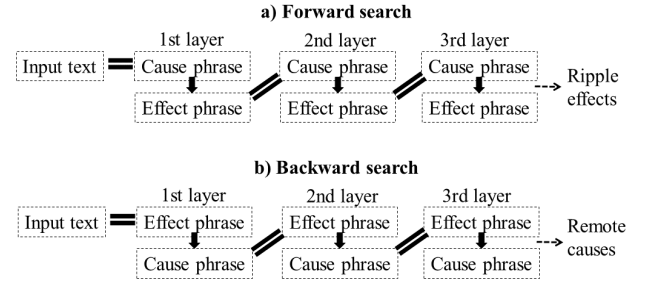 a) Forward search
1st layer 2nd layer 3rd layer
Input text Cause phrase Cause phrase Cause phrase
Effect phrase Effect phrase Effect phrase
Ripple
effects
b) Backward search
1st layer 2nd layer 3rd layer
Input text Effect phrase Effect phrase Effect phrase
Cause phrase Cause phrase Cause phrase
Remote
causes